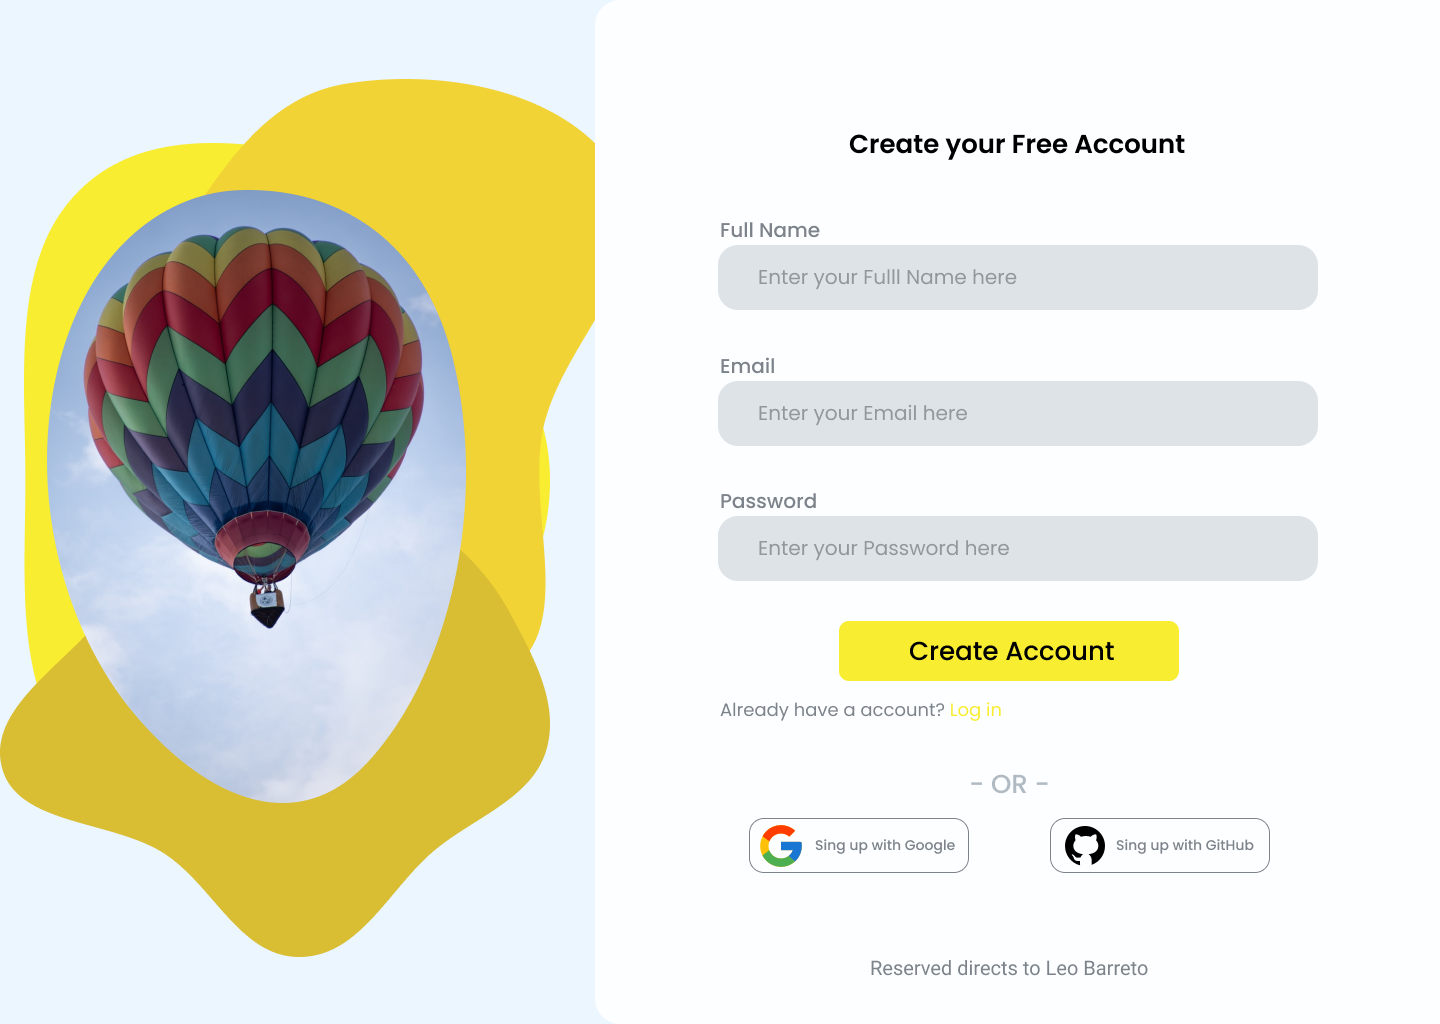 Create your Free Account
Full Name
Enter your Fulll Name here
Email
Enter your Email here
Password
Enter your Password here
Create Account
Already have a account? Log in
- OR -
Sing up with Google
Sing up with GitHub
Reserved directs to Leo Barreto